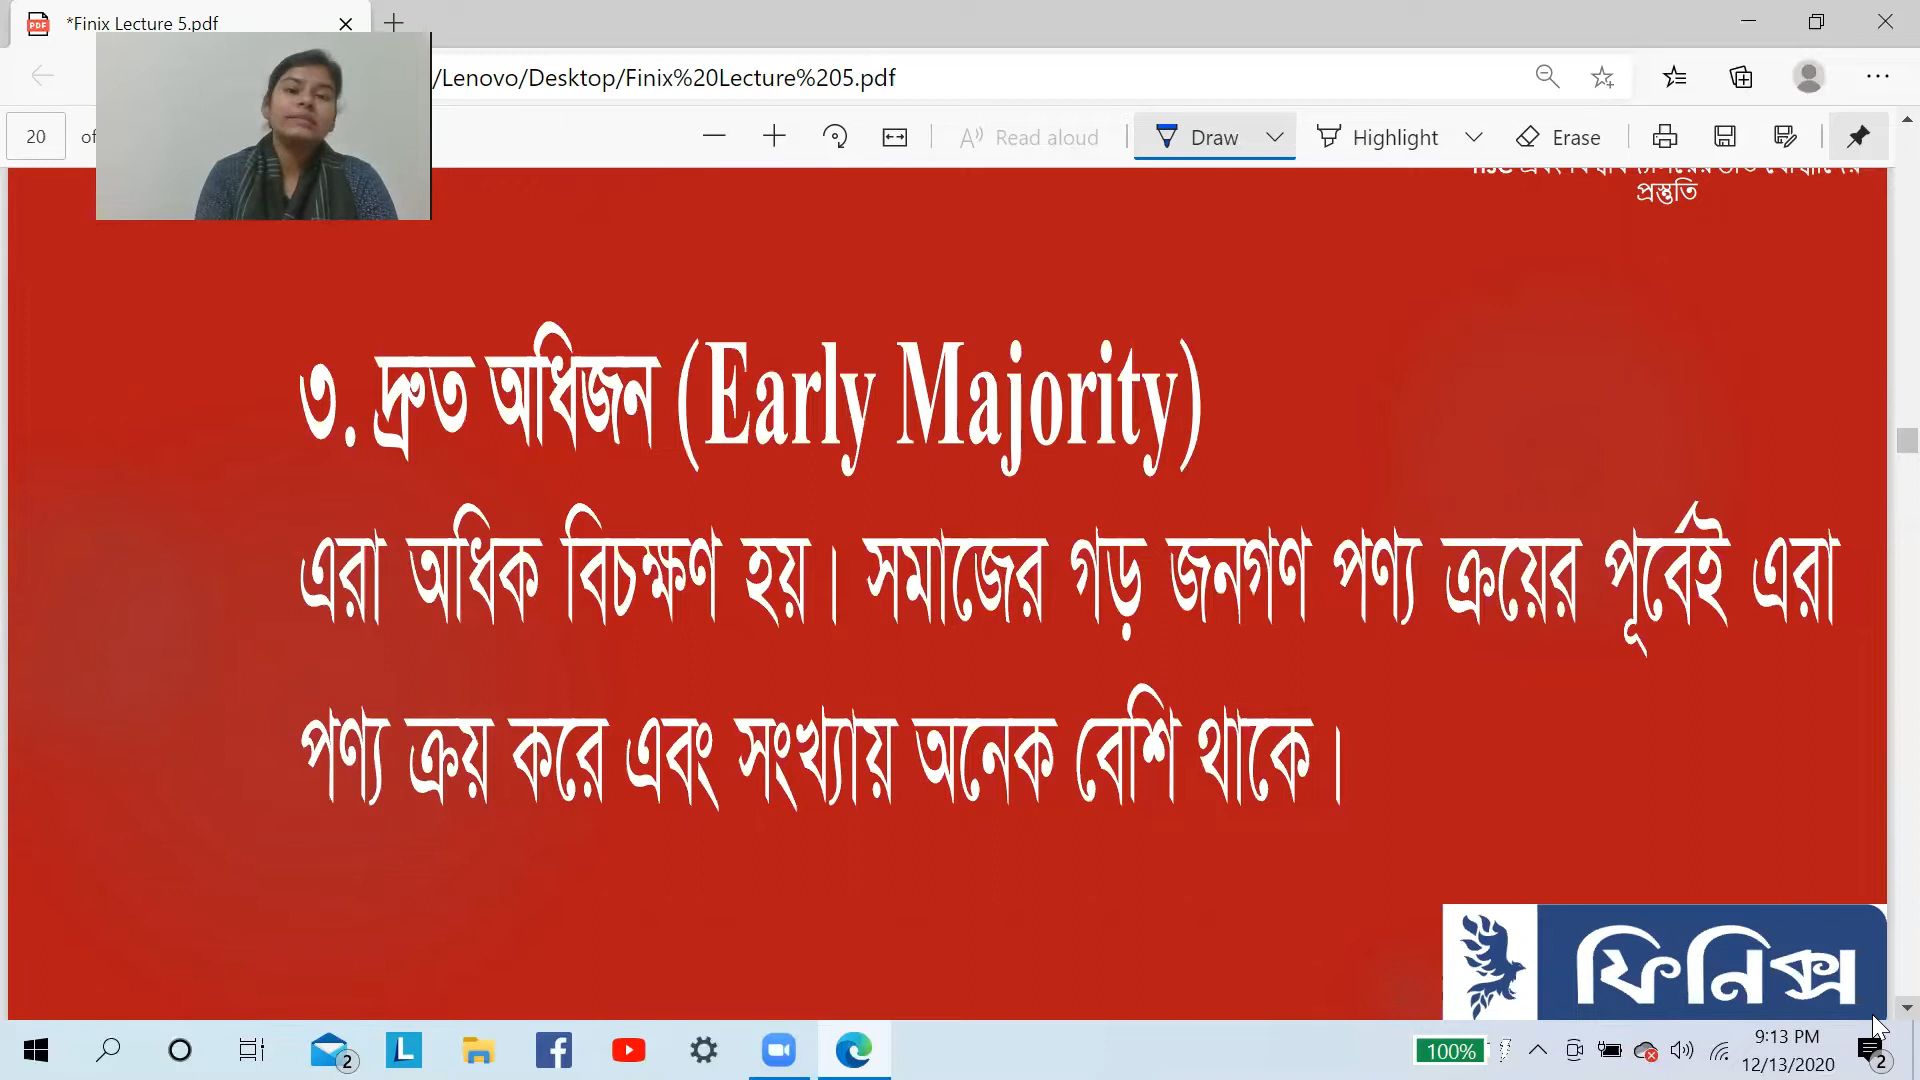 *Finix Lecture 5.pdf
/Lenovo/Desktop/Finix%20Lecture%205.pdf
20 of
Read aloud Draw Highlight Erase
প্রস্তুতি
৩. দ্রুত অধিজন (Early Majority)
এরা অধিক বিচক্ষণ হয়। সমাজের গড় জনগণ পণ্য ক্রয়ের পূর্বেই এরা
পণ্য ক্রয় করে এবং সংখ্যায় অনেক বেশি থাকে।
ফিনিক্স
100%
9:13 PM
12/13/2020
2
2